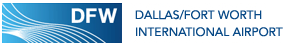 DFW
DALLAS/FORT WORTH
INTERNATIONAL AIRPORT